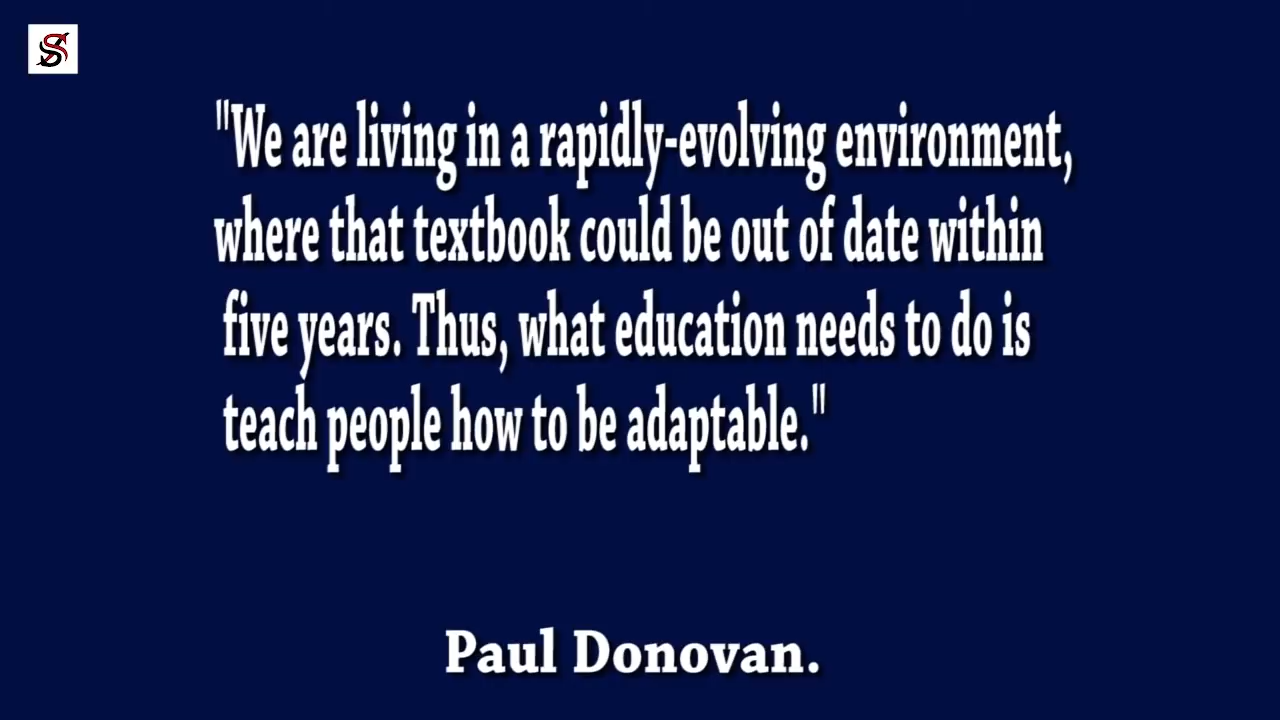 "We are living in a rapidly-evolving environment,
where that textbook could be out of date within
five years. Thus, what education needs to do is
teach people how to be adaptable."
Paul Donovan.